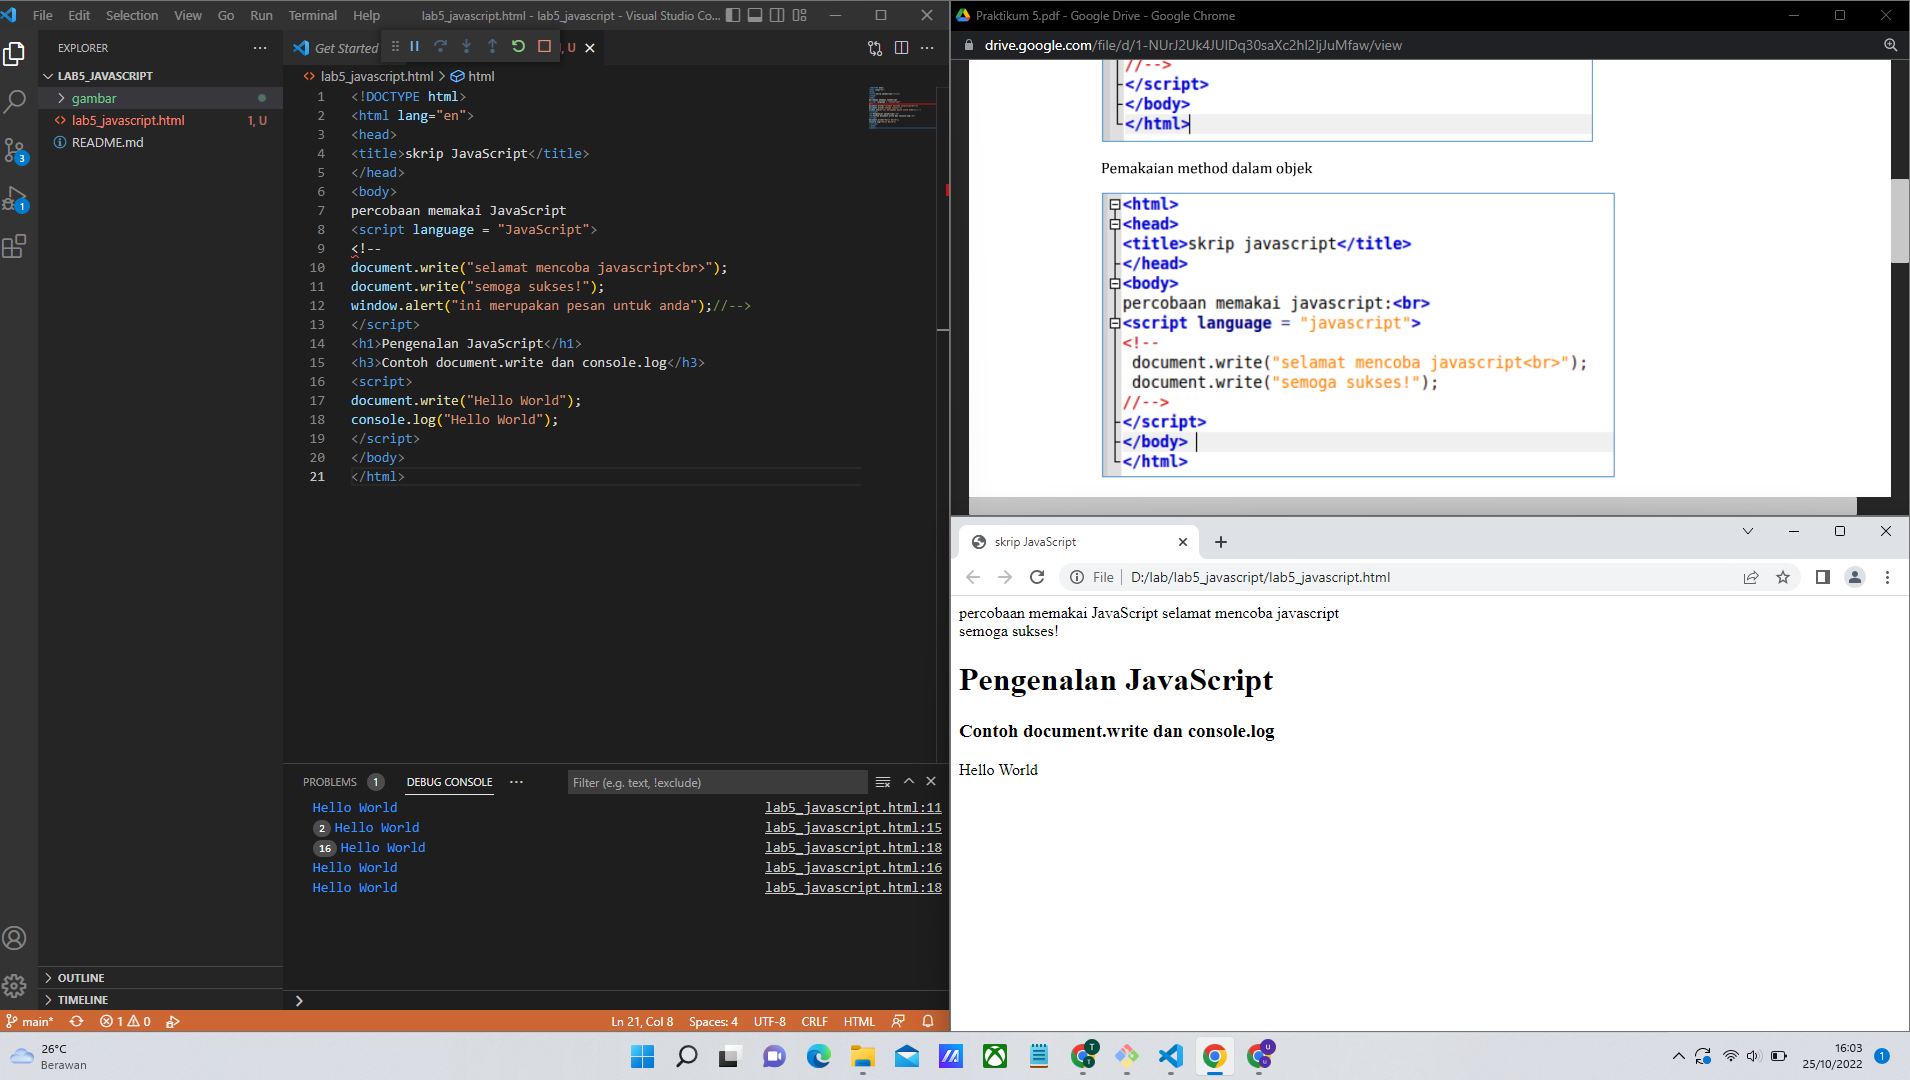 File Edit Selection View Go Run Terminal Help lab5_javascript.html - lab5_javascript - Visual Studio Co...
EXPLORER
LAB5_JAVASCRIPT
gambar
lab5_javascript.html 1, U
README.md
3
1
OUTLINE
TIMELINE
Get Started , U
lab5_javascript.html > html
1 <!DOCTYPE html>
2 <html lang="en">
3 <head>
4 <title>skrip JavaScript</title>
5 </head>
6 <body>
7 percobaan memakai JavaScript
8 <script language = "JavaScript">
9 <!--
10 document.write("selamat mencoba javascript<br>");
11 document.write("semoga sukses!");
12 window.alert("ini merupakan pesan untuk anda");//-->
13 </script>
14 <h1>Pengenalan JavaScript</h1>
15 <h3>Contoh document.write dan console.log</h3>
16 <script>
17 document.write("Hello World");
18 console.log("Hello World");
19 </script>
20 </body>
21 </html>
PROBLEMS 1 DEBUG CONSOLE Filter (e.g. text, !exclude)
Hello World lab5_javascript.html:11
2 Hello World lab5_javascript.html:15
16 Hello World lab5_javascript.html:18
Hello World lab5_javascript.html:16
Hello World lab5_javascript.html:18
main* 1 0 Ln 21, Col 8 Spaces: 4 UTF-8 CRLF HTML
Praktikum 5.pdf - Google Drive - Google Chrome
drive.google.com/file/d/1-NUrJ2Uk4JUlDq30saXc2hl2IjJuMfaw/view
//-->
</script>
</body>
</html>
Pemakaian method dalam objek
<html>
<head>
<title>skrip javascript</title>
</head>
<body>
percobaan memakai javascript:<br>
<script language = "javascript">
<!--
document.write("selamat mencoba javascript<br>");
document.write("semoga sukses!");
//-->
</script>
</body>
</html>
skrip JavaScript
File D:/lab/lab5_javascript/lab5_javascript.html
percobaan memakai JavaScript selamat mencoba javascript
semoga sukses!
Pengenalan JavaScript
Contoh document.write dan console.log
Hello World
26°C
Berawan
16:03
25/10/2022
1